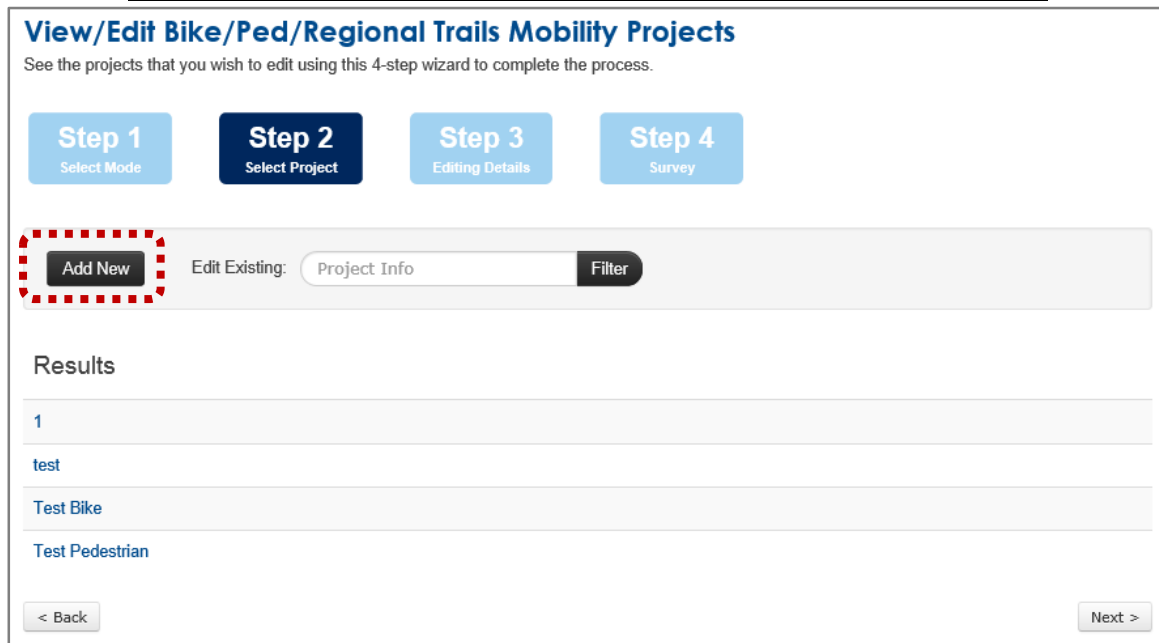 View/Edit Bike/Ped/Regional Trails Mobility Projects
See the projects that you wish to edit using this 4-step wizard to complete the process.
Step 1
Select Mode
Step 2
Select Project
Step 3
Editing Details
Step 4
Survey
Add New
Edit Existing: Project Info Filter
Results
1
test
Test Bike
Test Pedestrian
< Back
Next >